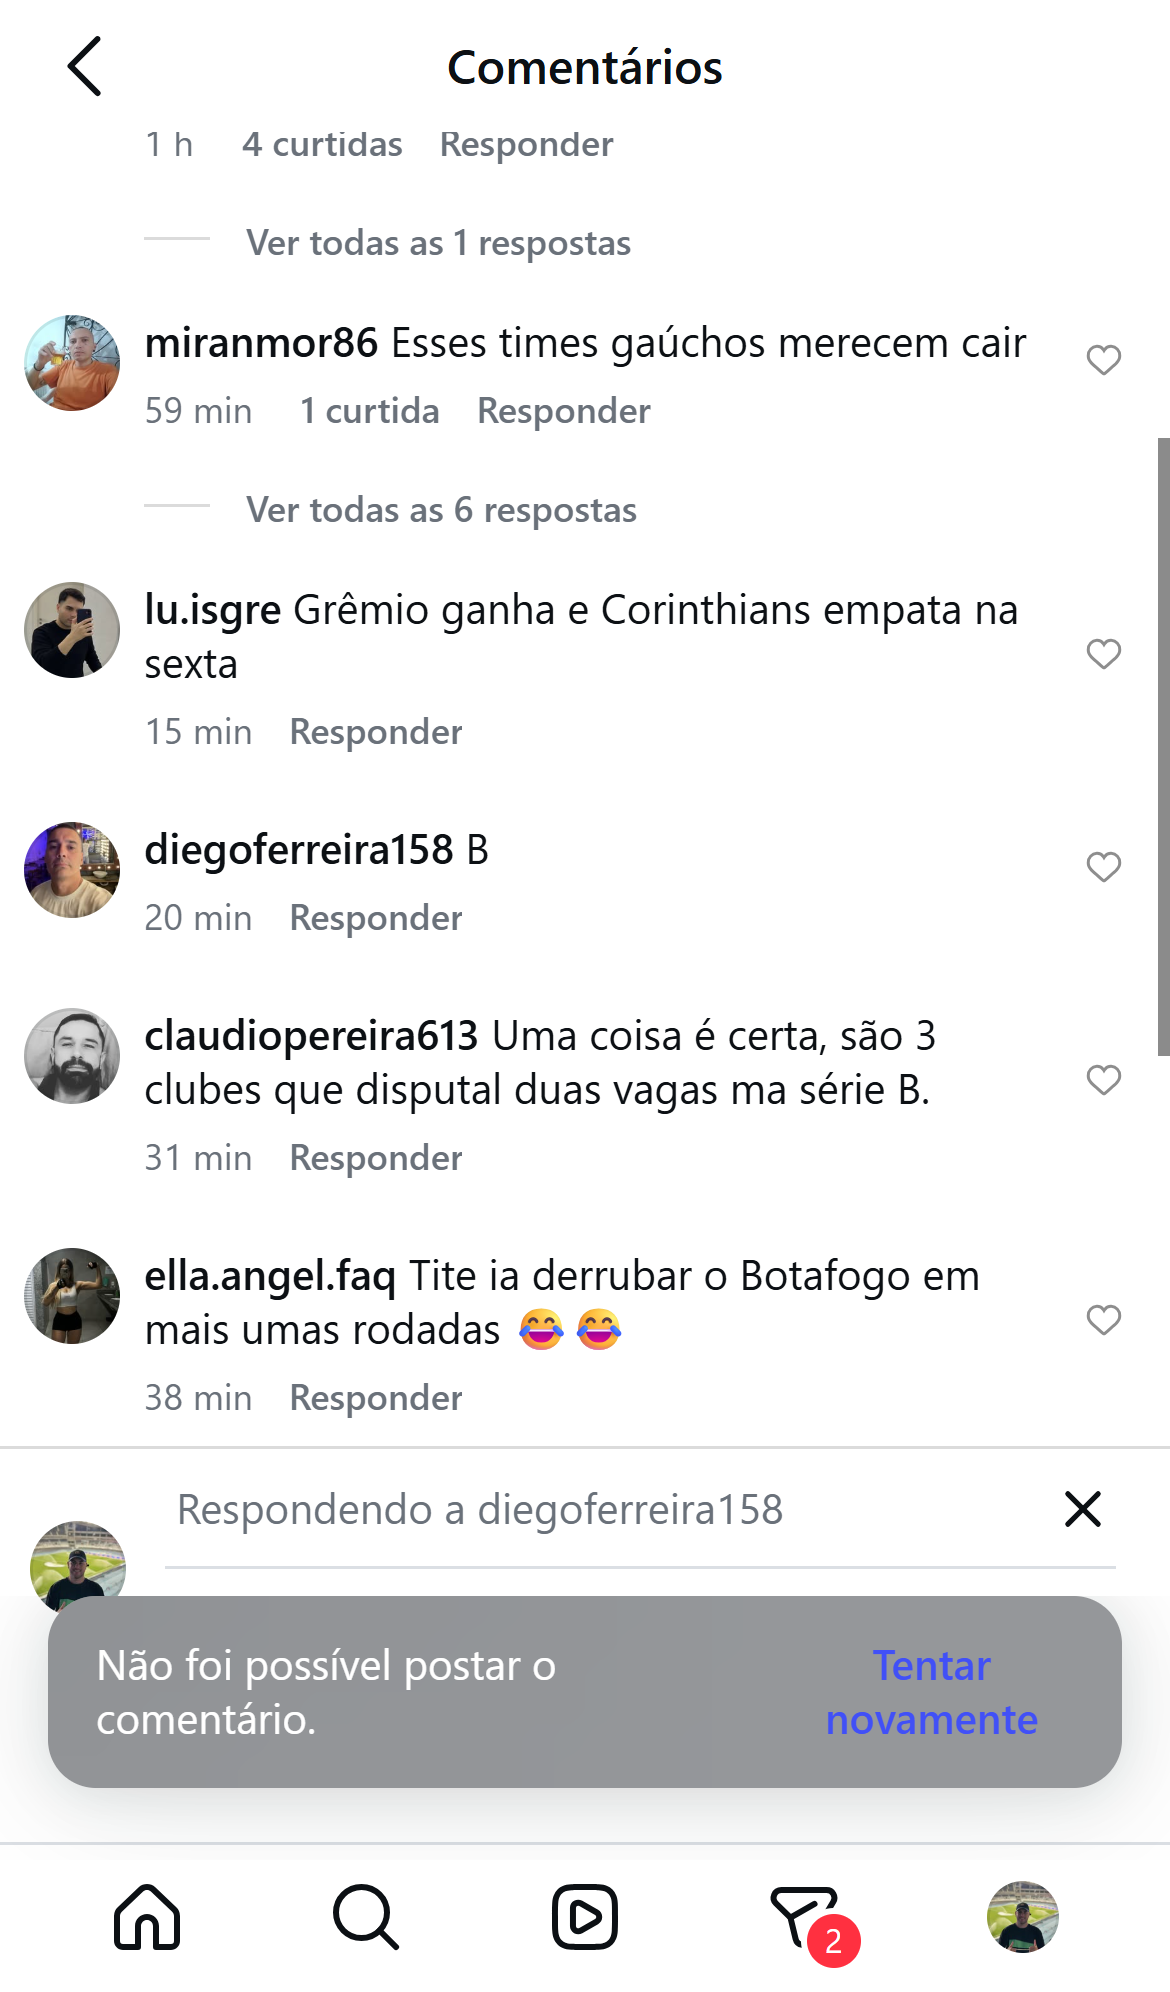 Comentários
1 h 4 curtidas Responder
Ver todas as 1 respostas
miranmor86 Esses times gaúchos merecem cair
59 min 1 curtida Responder
Ver todas as 6 respostas
lu.isgre Grêmio ganha e Corinthians empata na
sexta
15 min Responder
diegoferreira158 B
20 min Responder
claudiopereira613 Uma coisa é certa, são 3
clubes que disputal duas vagas ma série B.
31 min Responder
ella.angel.faq Tite ia derrubar o Botafogo em
mais umas rodadas 😂 😂
38 min Responder
Respondendo a diegoferreira158
Não foi possível postar o
comentário.
Tentar
novamente
2